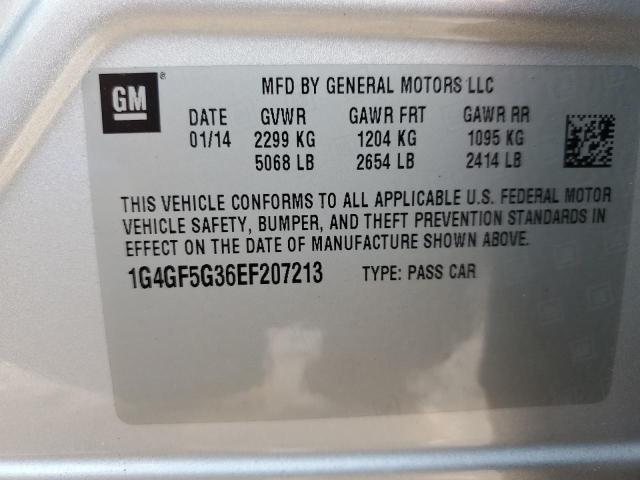 GM ® MFD BY GENERAL MOTORS LLC
DATE GVWR GAWR FRT GAWR RR
01/14 2299 KG 1204 KG 1095 KG
5068 LB 2654 LB 2414 LB
THIS VEHICLE CONFORMS TO ALL APPLICABLE U.S. FEDERAL MOTOR
VEHICLE SAFETY, BUMPER, AND THEFT PREVENTION STANDARDS IN
EFFECT ON THE DATE OF MANUFACTURE SHOWN ABOVE.
1G4GF5G36EF207213 TYPE: PASS CAR